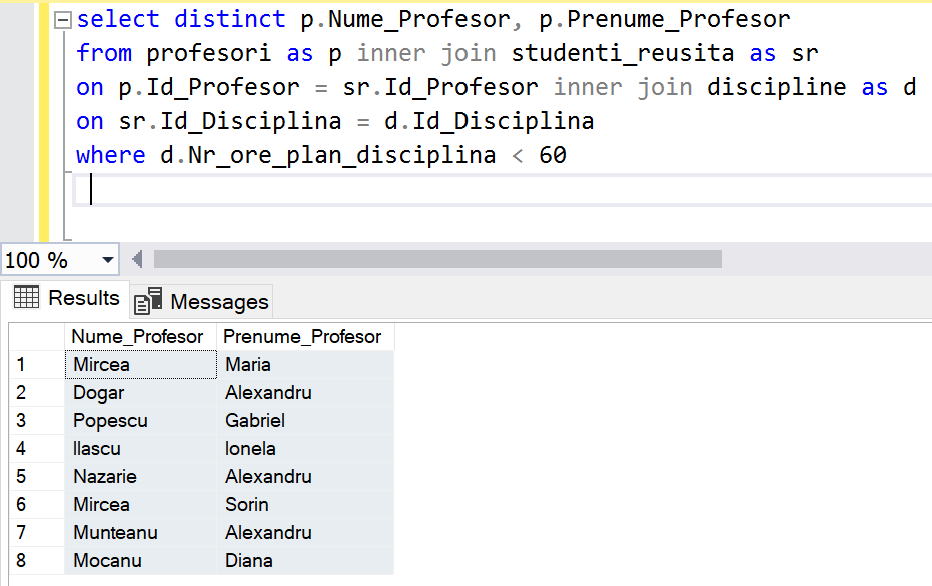 select distinct p.Nume_Profesor, p.Prenume_Profesor
from profesori as p inner join studenti_reusita as sr
on p.Id_Profesor = sr.Id_Profesor inner join discipline as d
on sr.Id_Disciplina = d.Id_Disciplina
where d.Nr_ore_plan_disciplina < 60
100 %
Results Messages
Nume_Profesor Prenume_Profesor
1 Mircea Maria
2 Dogar Alexandru
3 Popescu Gabriel
4 Ilascu Ionela
5 Nazarie Alexandru
6 Mircea Sorin
7 Munteanu Alexandru
8 Mocanu Diana